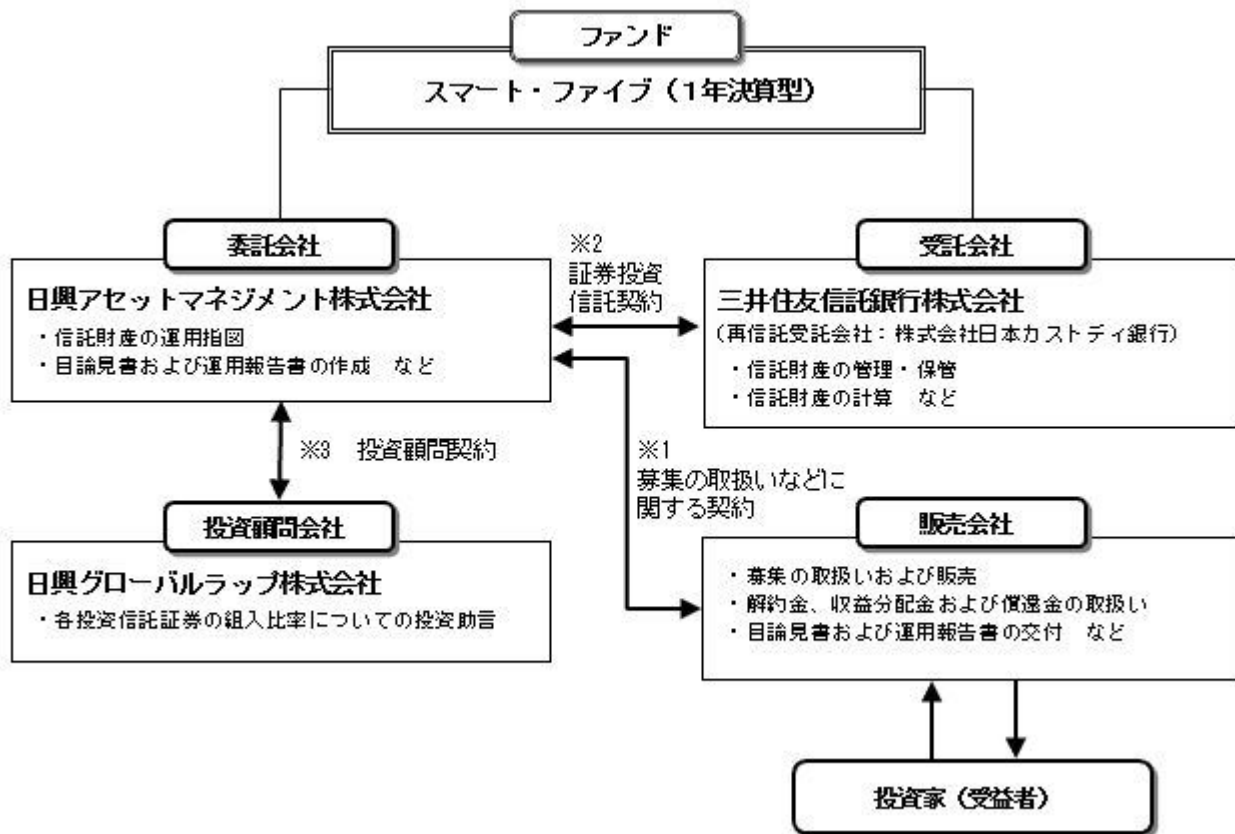 ファンド
スマート・ファイブ(1年決算型)
委託会社
日興アセットマネジメント株式会社
・信託財産の運用指図
・目論見書および運用報告書の作成 など
※2
証券投資
信託契約
受託会社
三井住友信託銀行株式会社
(再信託受託会社:株式会社日本カストディ銀行)
・信託財産の管理・保管
・信託財産の計算 など
※3 投資顧問契約
※1
募集の取扱いなどに
関する契約
投資顧問会社
日興グローバルラップ株式会社
・各投資信託証券の組入比率についての投資助言
販売会社
・募集の取扱いおよび販売
・解約金、収益分配金および償還金の取扱い
・目論見書および運用報告書の交付 など
投資家(受益者)